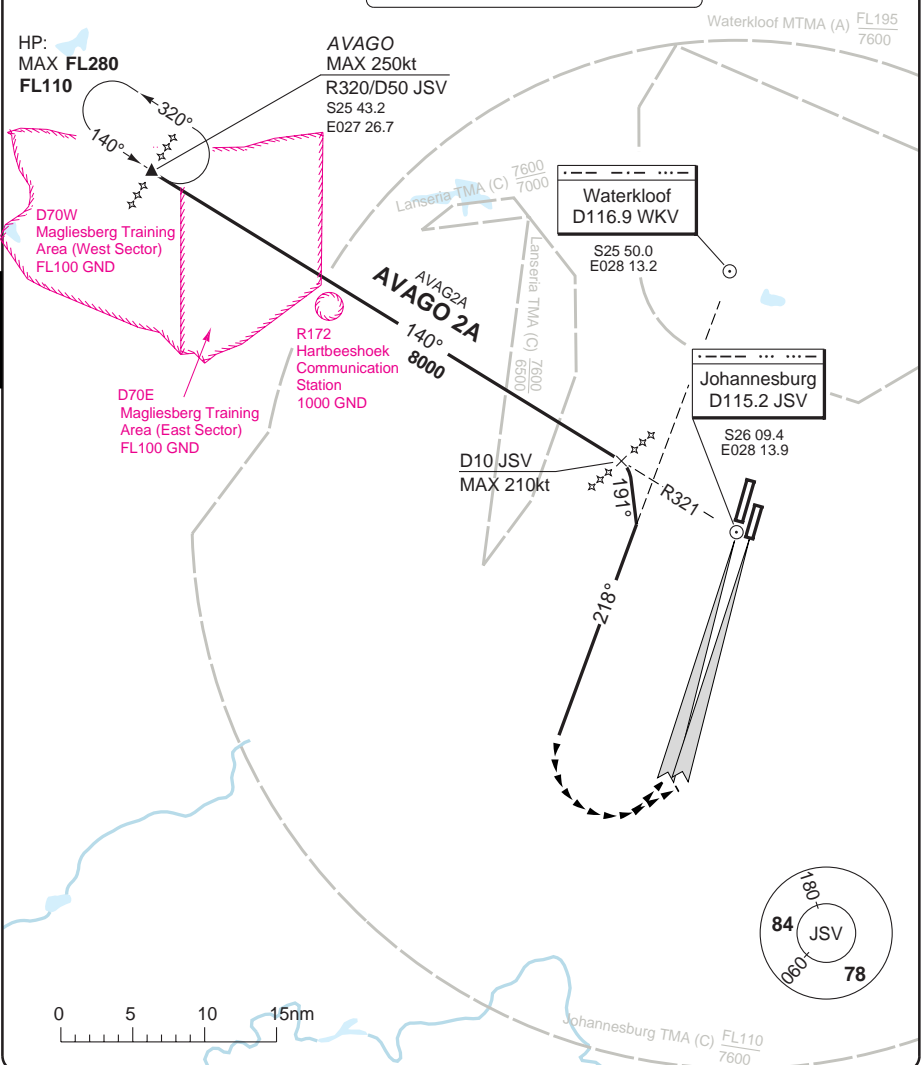 Waterkloof MTMA (A) FL195
7600
HP:
MAX FL280
FL110
AVAGO
MAX 250kt
R320/D50 JSV
S25 43.2
E027 26.7
320°
140°
D70W
Magliesberg Training
Area (West Sector)
FL100 GND
Lanseria TMA (C) 7600
7000
Waterkloof
D116.9 WKV
S25 50.0
E028 13.2
Lanseria TMA (C) 7600
6500
AVAG2A
AVAGO 2A
140°
8000
R172
Hartbeeshoek
Communication
Station
1000 GND
D70E
Magliesberg Training
Area (East Sector)
FL100 GND
Johannesburg
D115.2 JSV
S26 09.4
E028 13.9
D10 JSV
MAX 210kt
191°
R321
218°
180
84
JSV
060
78
0 5 10 15nm
Johannesburg TMA (C) FL110
7600